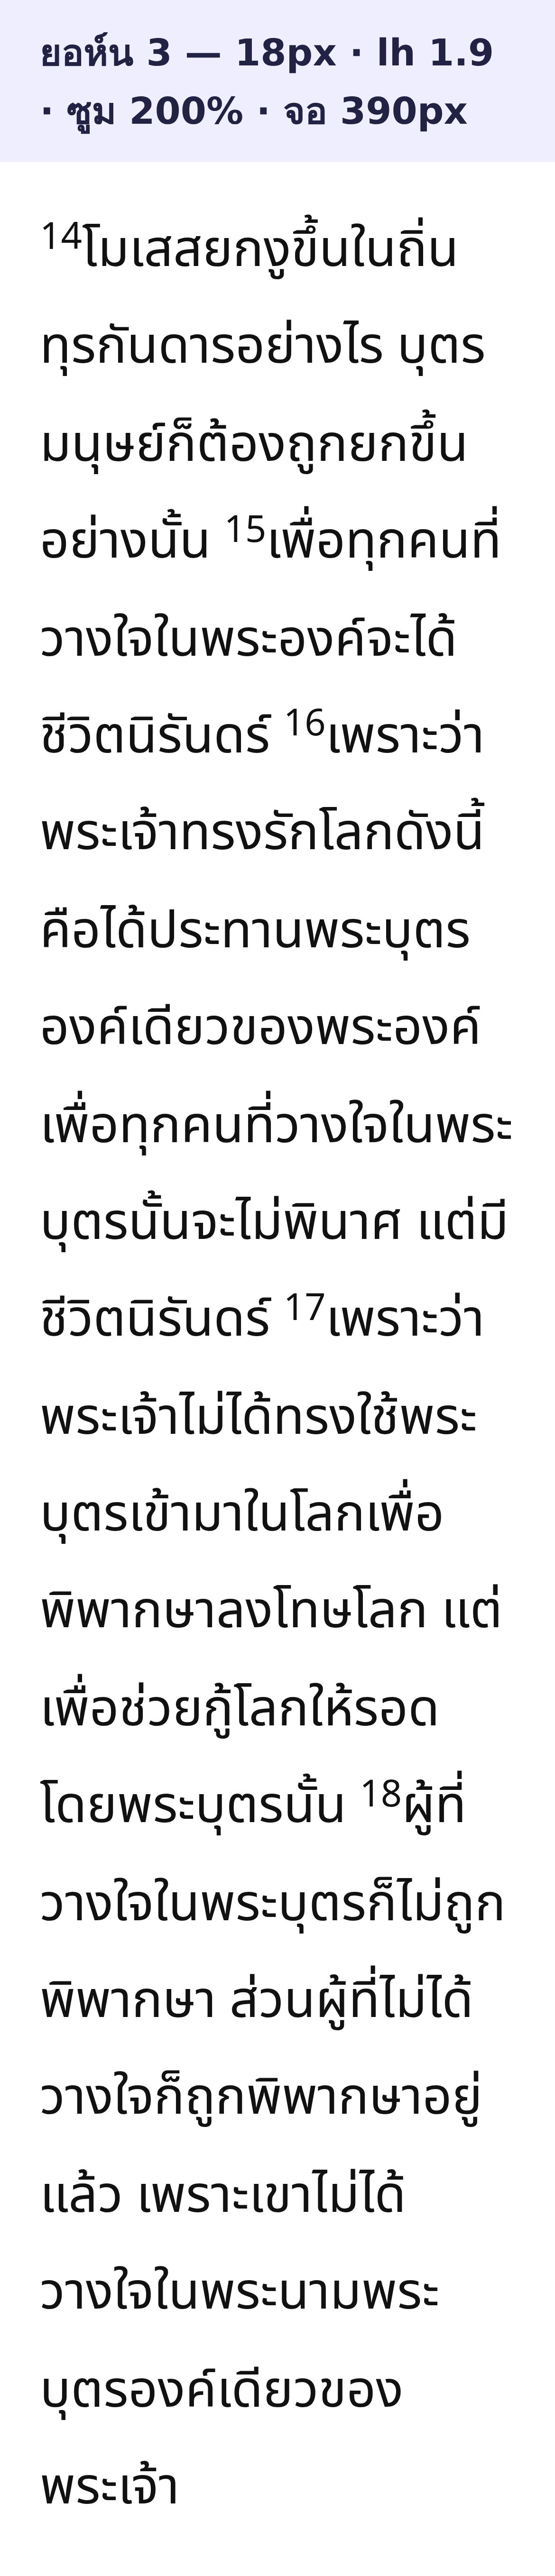 ยอห์น 3 — 18px · lh 1.9
· ซูม 200% · จอ 390px
14โมเสสยกงูขึ้นในถิ่น
ทุรกันดารอย่างไร บุตร
มนุษย์ก็ต้องถูกยกขึ้น
อย่างนั้น 15เพื่อทุกคนที่
วางใจในพระองค์จะได้
ชีวิตนิรันดร์ 16เพราะว่า
พระเจ้าทรงรักโลกดังนี้
คือได้ประทานพระบุตร
องค์เดียวของพระองค์
เพื่อทุกคนที่วางใจในพระ
บุตรนั้นจะไม่พินาศ แต่มี
ชีวิตนิรันดร์ 17เพราะว่า
พระเจ้าไม่ได้ทรงใช้พระ
บุตรเข้ามาในโลกเพื่อ
พิพากษาลงโทษโลก แต่
เพื่อช่วยกู้โลกให้รอด
โดยพระบุตรนั้น 18ผู้ที่
วางใจในพระบุตรก็ไม่ถูก
พิพากษา ส่วนผู้ที่ไม่ได้
วางใจก็ถูกพิพากษาอยู่
แล้ว เพราะเขาไม่ได้
วางใจในพระนามพระ
บุตรองค์เดียวของ
พระเจ้า